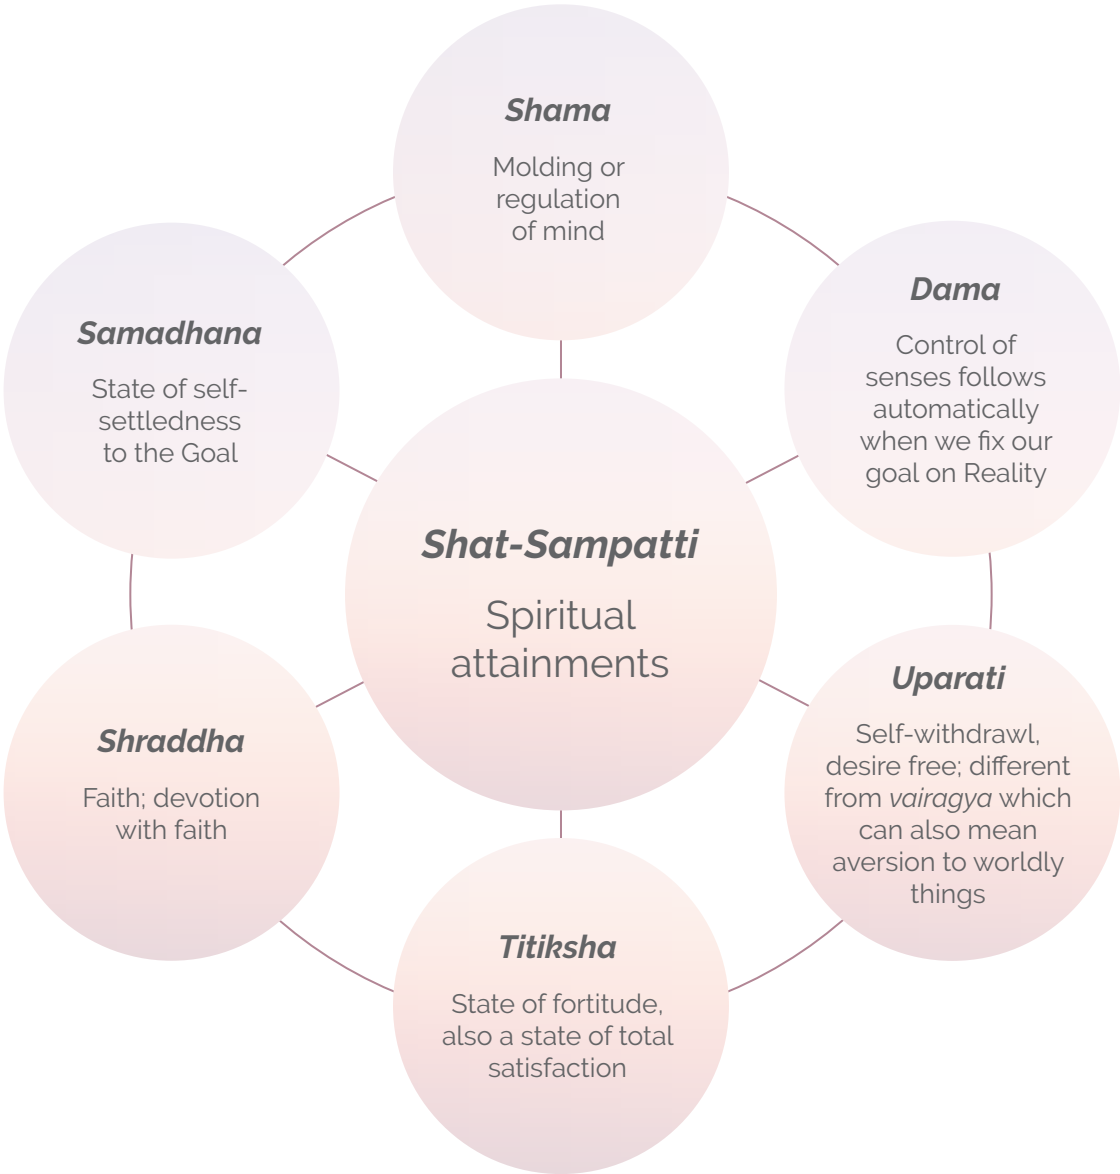 Shama
Molding or
regulation
of mind
Dama
Control of
senses follows
automatically
when we fix our
goal on Reality
Uparati
Self-withdrawl,
desire free; different
from vairagya which
can also mean
aversion to worldly
things
Titiksha
State of fortitude,
also a state of total
satisfaction
Shraddha
Faith; devotion
with faith
Samadhana
State of self-
settledness
to the Goal
Shat-Sampatti
Spiritual
attainments